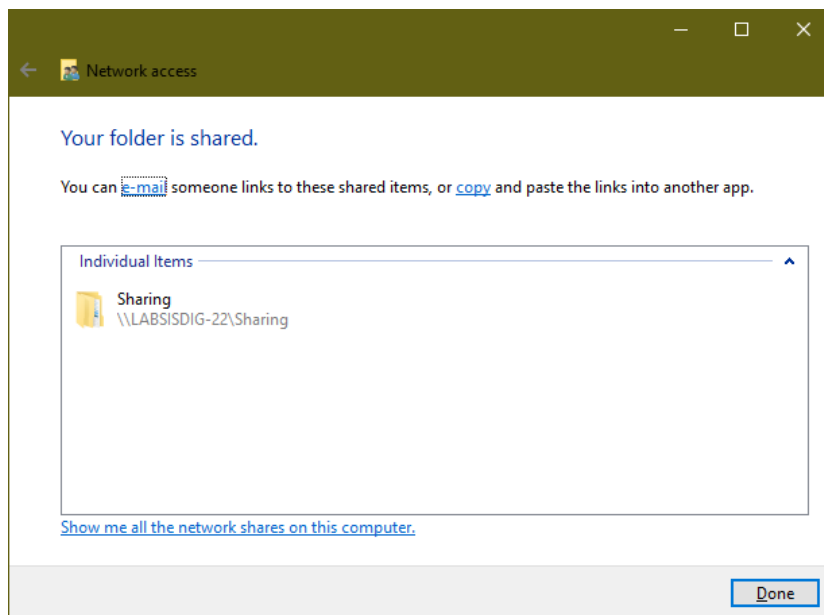 Network access
Your folder is shared.
You can e-mail someone links to these shared items, or copy and paste the links into another app.
Individual Items
Sharing
\\LABSISDIG-22\Sharing
Show me all the network shares on this computer.
Done